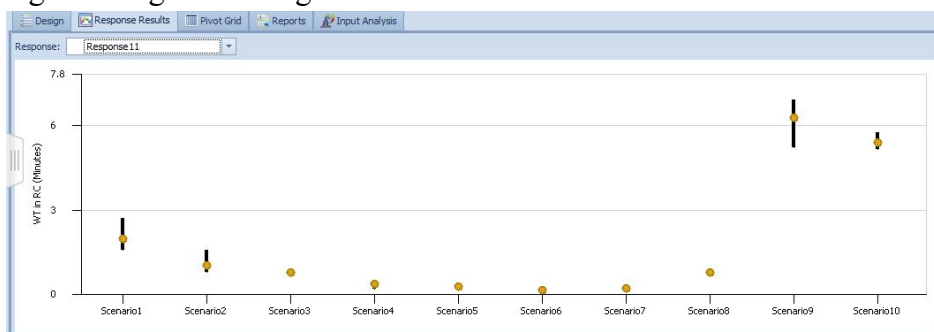 Design Response Results Pivot Grid Reports Input Analysis
Response: Response11
7.8
6
3
0
WT in RC (Minutes)
Scenario1 Scenario2 Scenario3 Scenario4 Scenario5 Scenario6 Scenario7 Scenario8 Scenario9 Scenario10